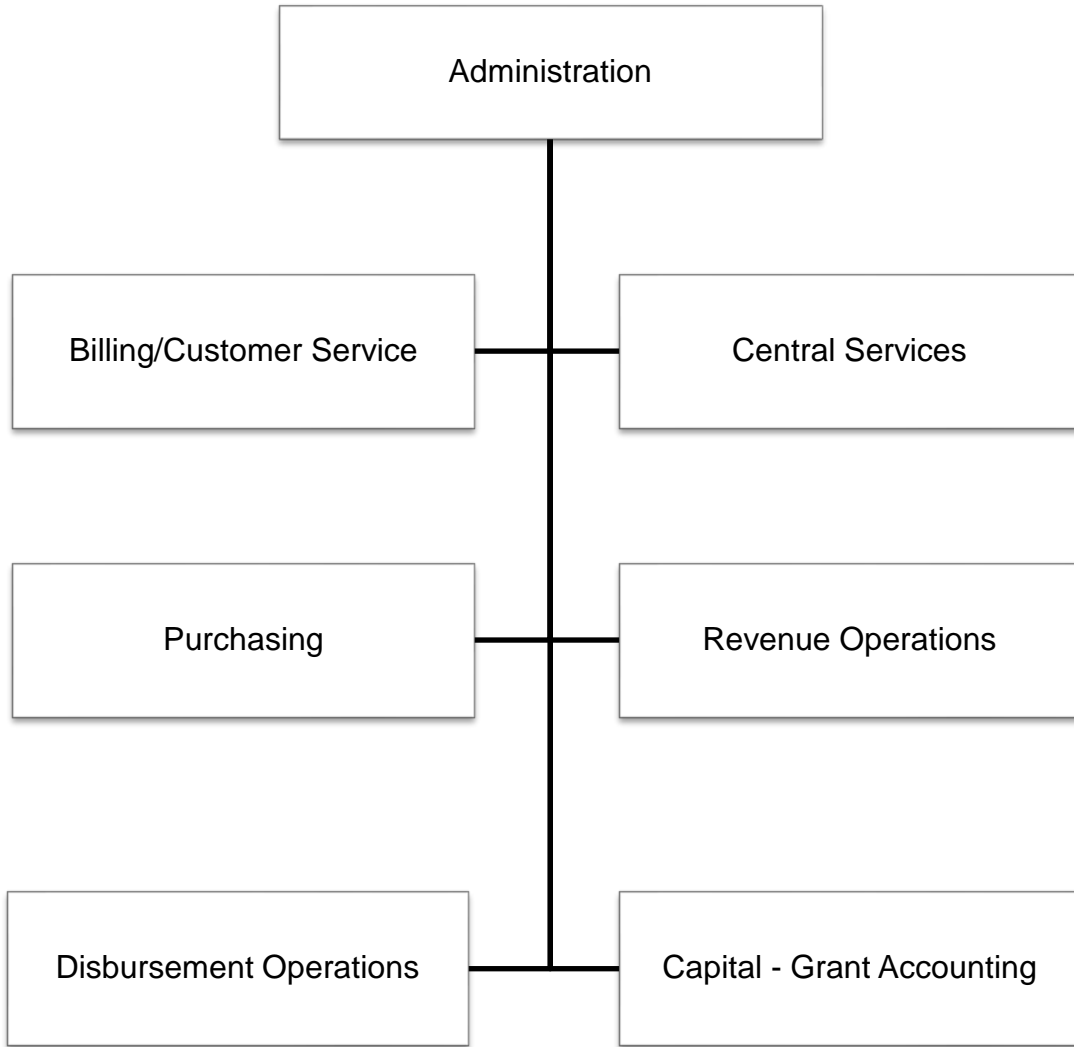 Administration
Billing/Customer Service
Central Services
Purchasing
Revenue Operations
Disbursement Operations
Capital - Grant Accounting